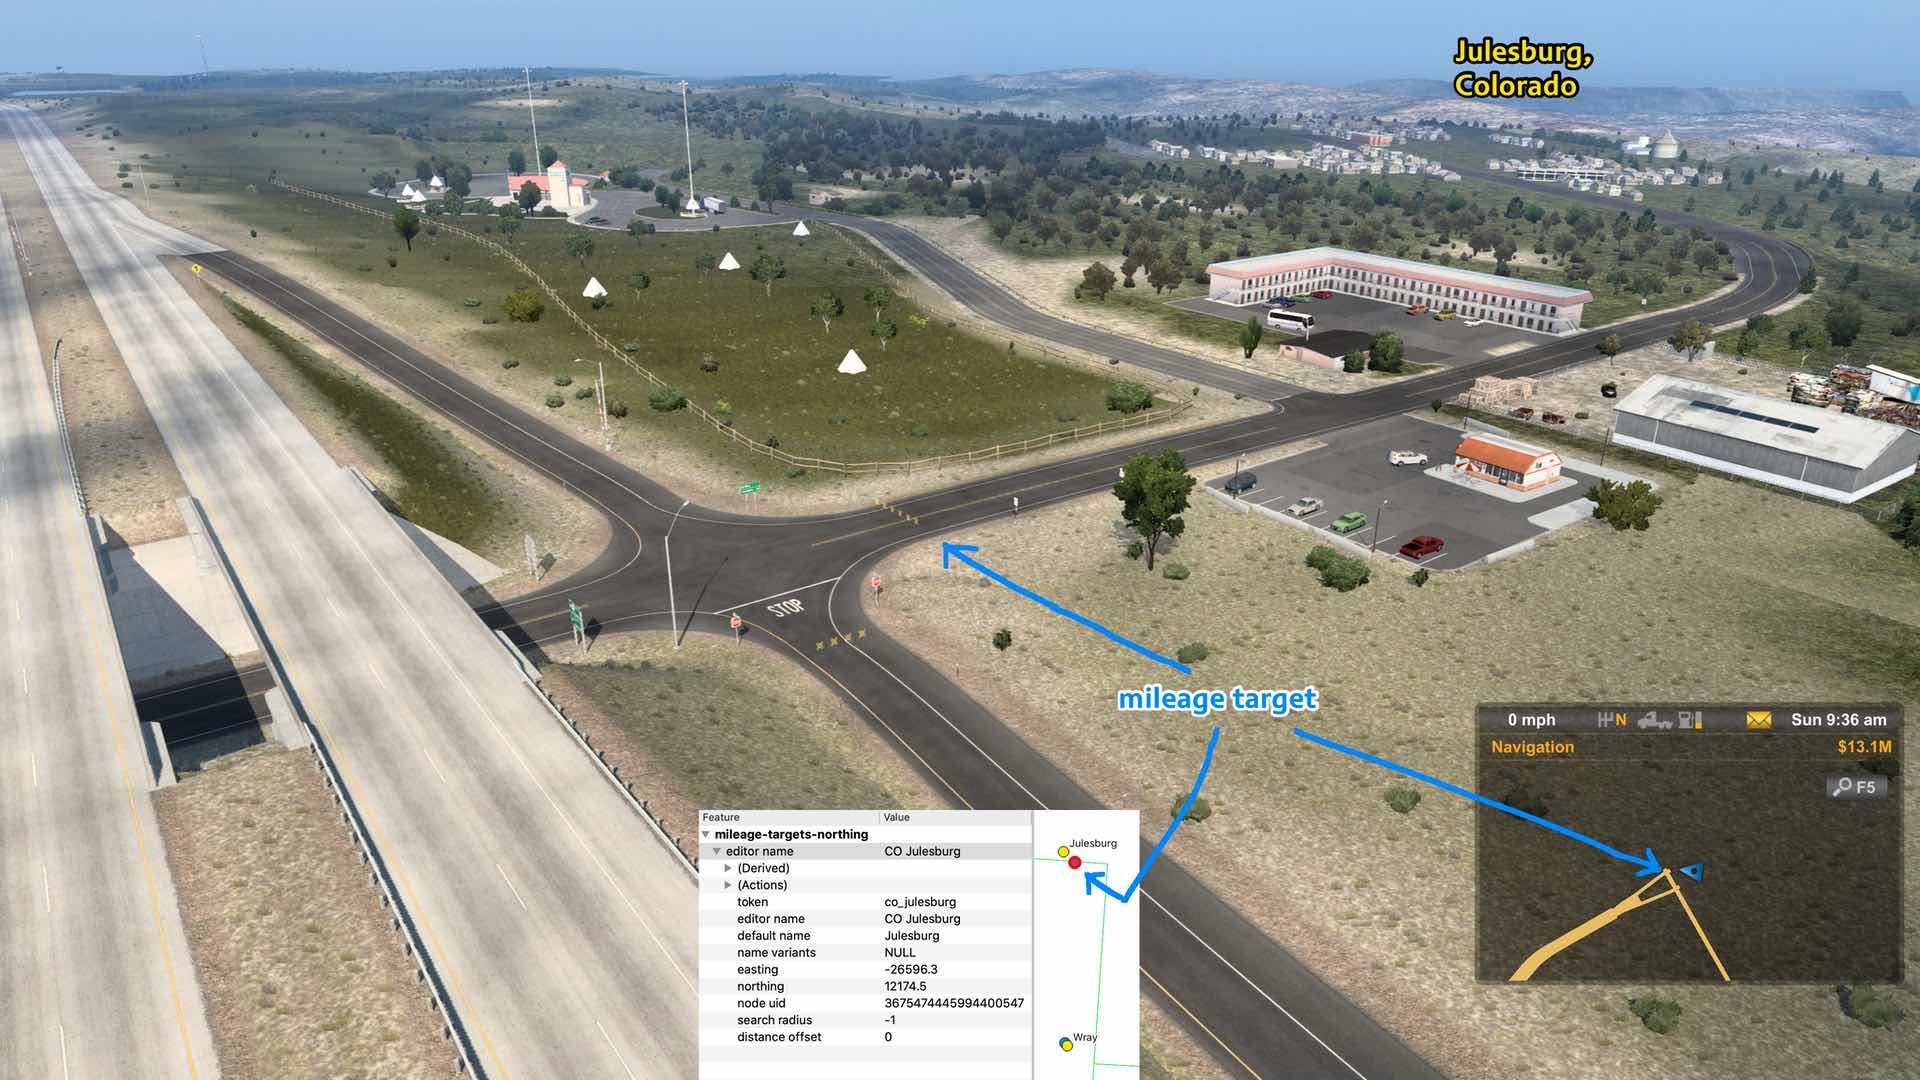 Julesburg,
Colorado
STOP
mileage target
0 mph N Sun 9:36 am
Navigation $13.1M
F5
Feature Value
mileage-targets-northing
editor name CO Julesburg
(Derived)
(Actions)
token co_julesburg
editor name CO Julesburg
default name Julesburg
name variants NULL
easting -26596.3
northing 12174.5
node uid 3675474445994400547
search radius -1
distance offset 0
Julesburg
Wray